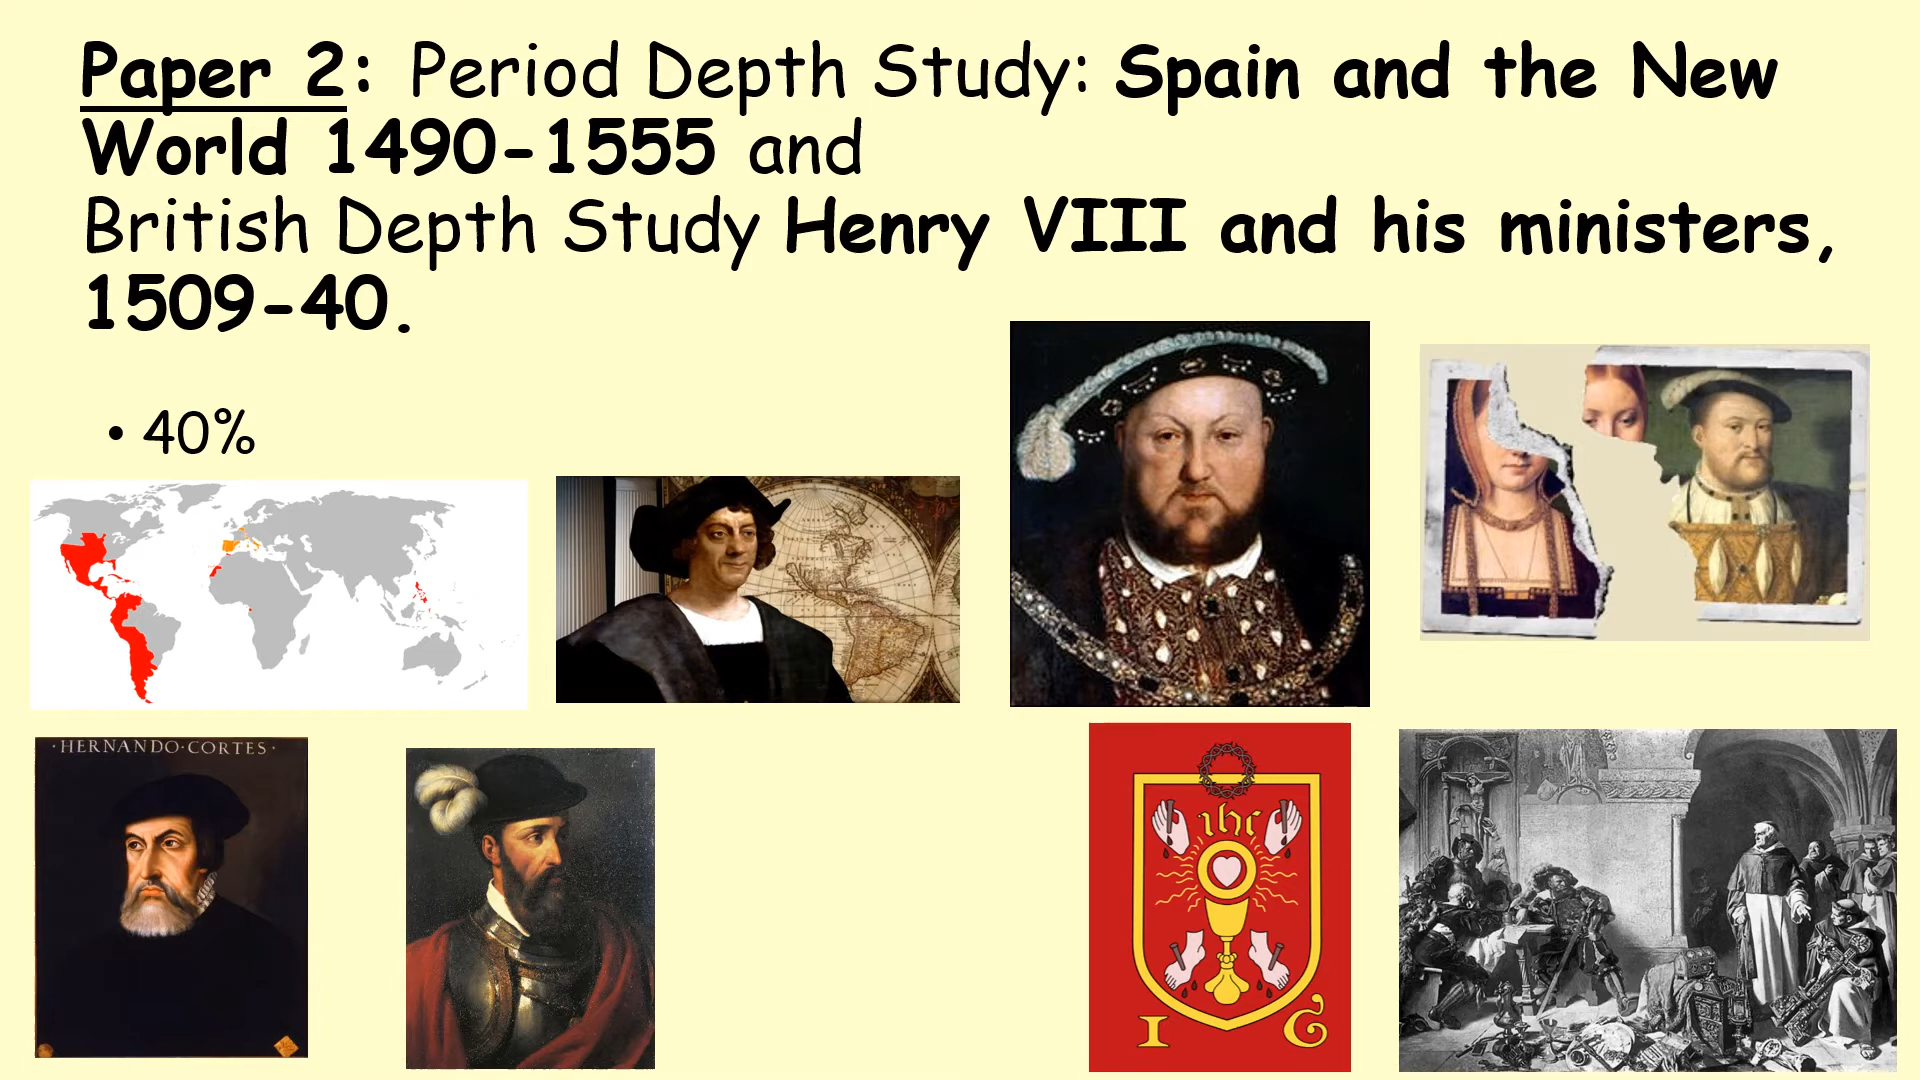 Paper 2: Period Depth Study: Spain and the New
World 1490-1555 and
British Depth Study Henry VIII and his ministers,
1509-40.
• 40%
·HERNANDO·CORTES·
ihc
I G